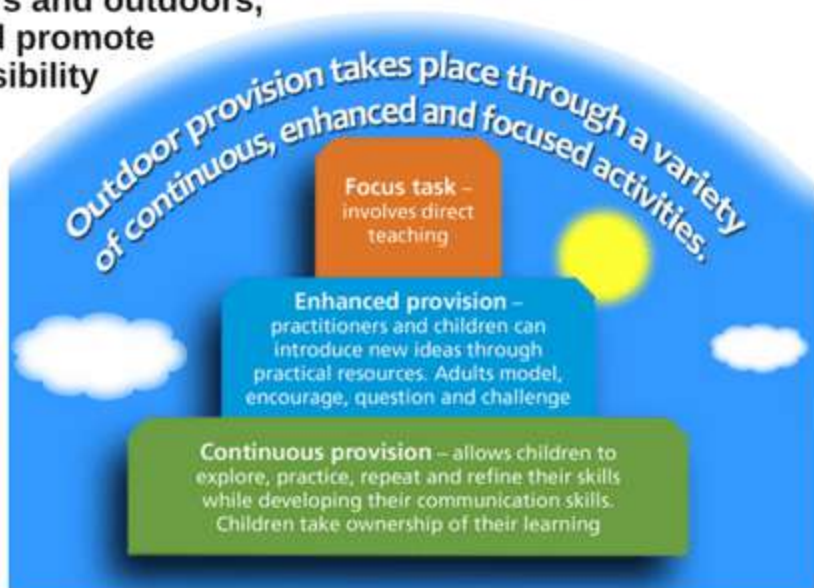 and outdoors,
promote
Outdoor provision takes place through a variety
of continuous, enhanced and focused activities.
Focus task –
involves direct
teaching
Enhanced provision –
practitioners and children can
introduce new ideas through
practical resources. Adults model,
encourage, question and challenge
Continuous provision – allows children to
explore, practice, repeat and refine their skills
while developing their communication skills.
Children take ownership of their learning